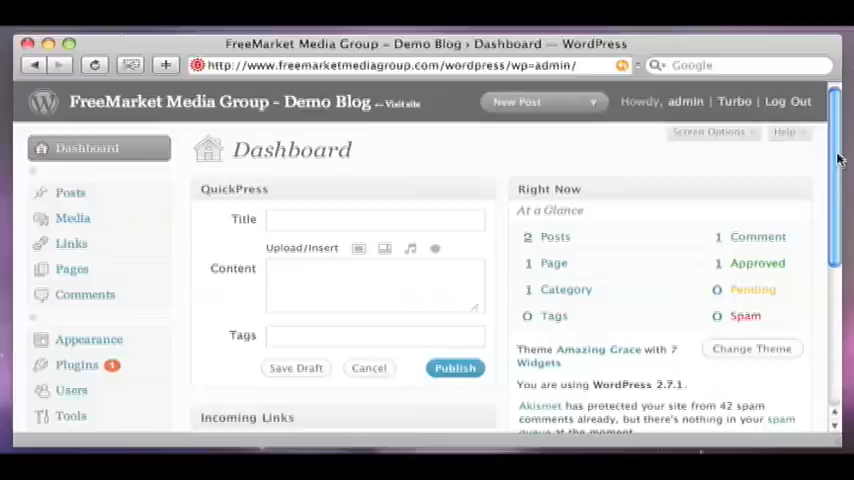 FreeMarket Media Group – Demo Blog › Dashboard — WordPress
http://www.freemarketmediagroup.com/wordpress/wp-admin/
Google
FreeMarket Media Group – Demo Blog ← Visit site
New Post
Howdy, admin | Turbo | Log Out
Screen Options
Help
Dashboard
Posts
Media
Links
Pages
Comments
Appearance
Plugins 1
Users
Tools
Dashboard
QuickPress
Title
Upload/Insert
Content
Tags
Save Draft
Cancel
Publish
Incoming Links
Right Now
At a Glance
2 Posts
1 Comment
1 Page
1 Approved
1 Category
0 Pending
0 Tags
0 Spam
Theme Amazing Grace with 7
Widgets
Change Theme
You are using WordPress 2.7.1.
Akismet has protected your site from 42 spam
comments already, but there's nothing in your spam
queue at the moment.